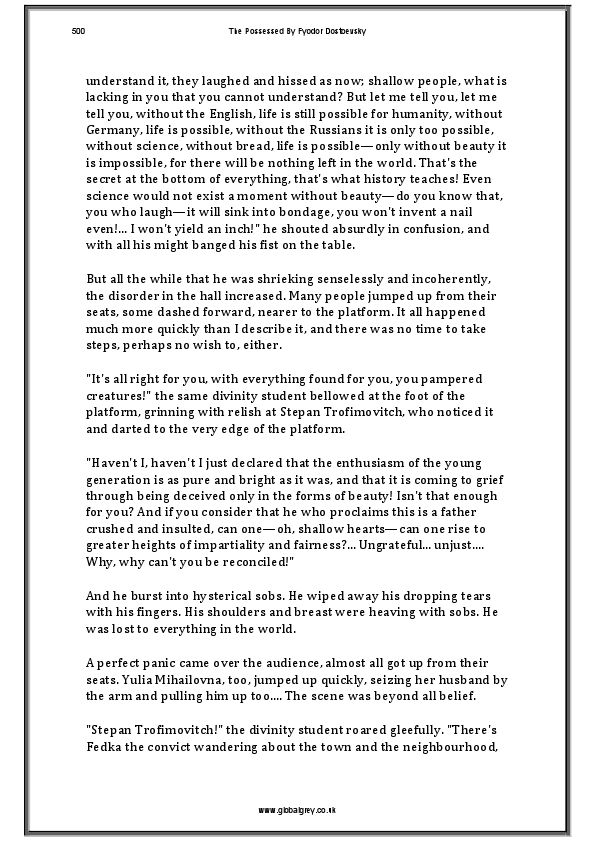 500
The Possessed By Fyodor Dostoevsky
understand it, they laughed and hissed as now; shallow people, what is
lacking in you that you cannot understand? But let me tell you, let me
tell you, without the English, life is still possible for humanity, without
Germany, life is possible, without the Russians it is only too possible,
without science, without bread, life is possible—only without beauty it
is impossible, for there will be nothing left in the world. That's the
secret at the bottom of everything, that's what history teaches! Even
science would not exist a moment without beauty—do you know that,
you who laugh—it will sink into bondage, you won't invent a nail
even!... I won't yield an inch!" he shouted absurdly in confusion, and
with all his might banged his fist on the table.
But all the while that he was shrieking senselessly and incoherently,
the disorder in the hall increased. Many people jumped up from their
seats, some dashed forward, nearer to the platform. It all happened
much more quickly than I describe it, and there was no time to take
steps, perhaps no wish to, either.
"It's all right for you, with everything found for you, you pampered
creatures!" the same divinity student bellowed at the foot of the
platform, grinning with relish at Stepan Trofimovitch, who noticed it
and darted to the very edge of the platform.
"Haven't I, haven't I just declared that the enthusiasm of the young
generation is as pure and bright as it was, and that it is coming to grief
through being deceived only in the forms of beauty! Isn't that enough
for you? And if you consider that he who proclaims this is a father
crushed and insulted, can one—oh, shallow hearts—can one rise to
greater heights of impartiality and fairness?... Ungrateful... unjust....
Why, why can't you be reconciled!"
And he burst into hysterical sobs. He wiped away his dropping tears
with his fingers. His shoulders and breast were heaving with sobs. He
was lost to everything in the world.
A perfect panic came over the audience, almost all got up from their
seats. Yulia Mihailovna, too, jumped up quickly, seizing her husband by
the arm and pulling him up too.... The scene was beyond all belief.
"Stepan Trofimovitch!" the divinity student roared gleefully. "There's
Fedka the convict wandering about the town and the neighbourhood,
www.globalgrey.co.uk